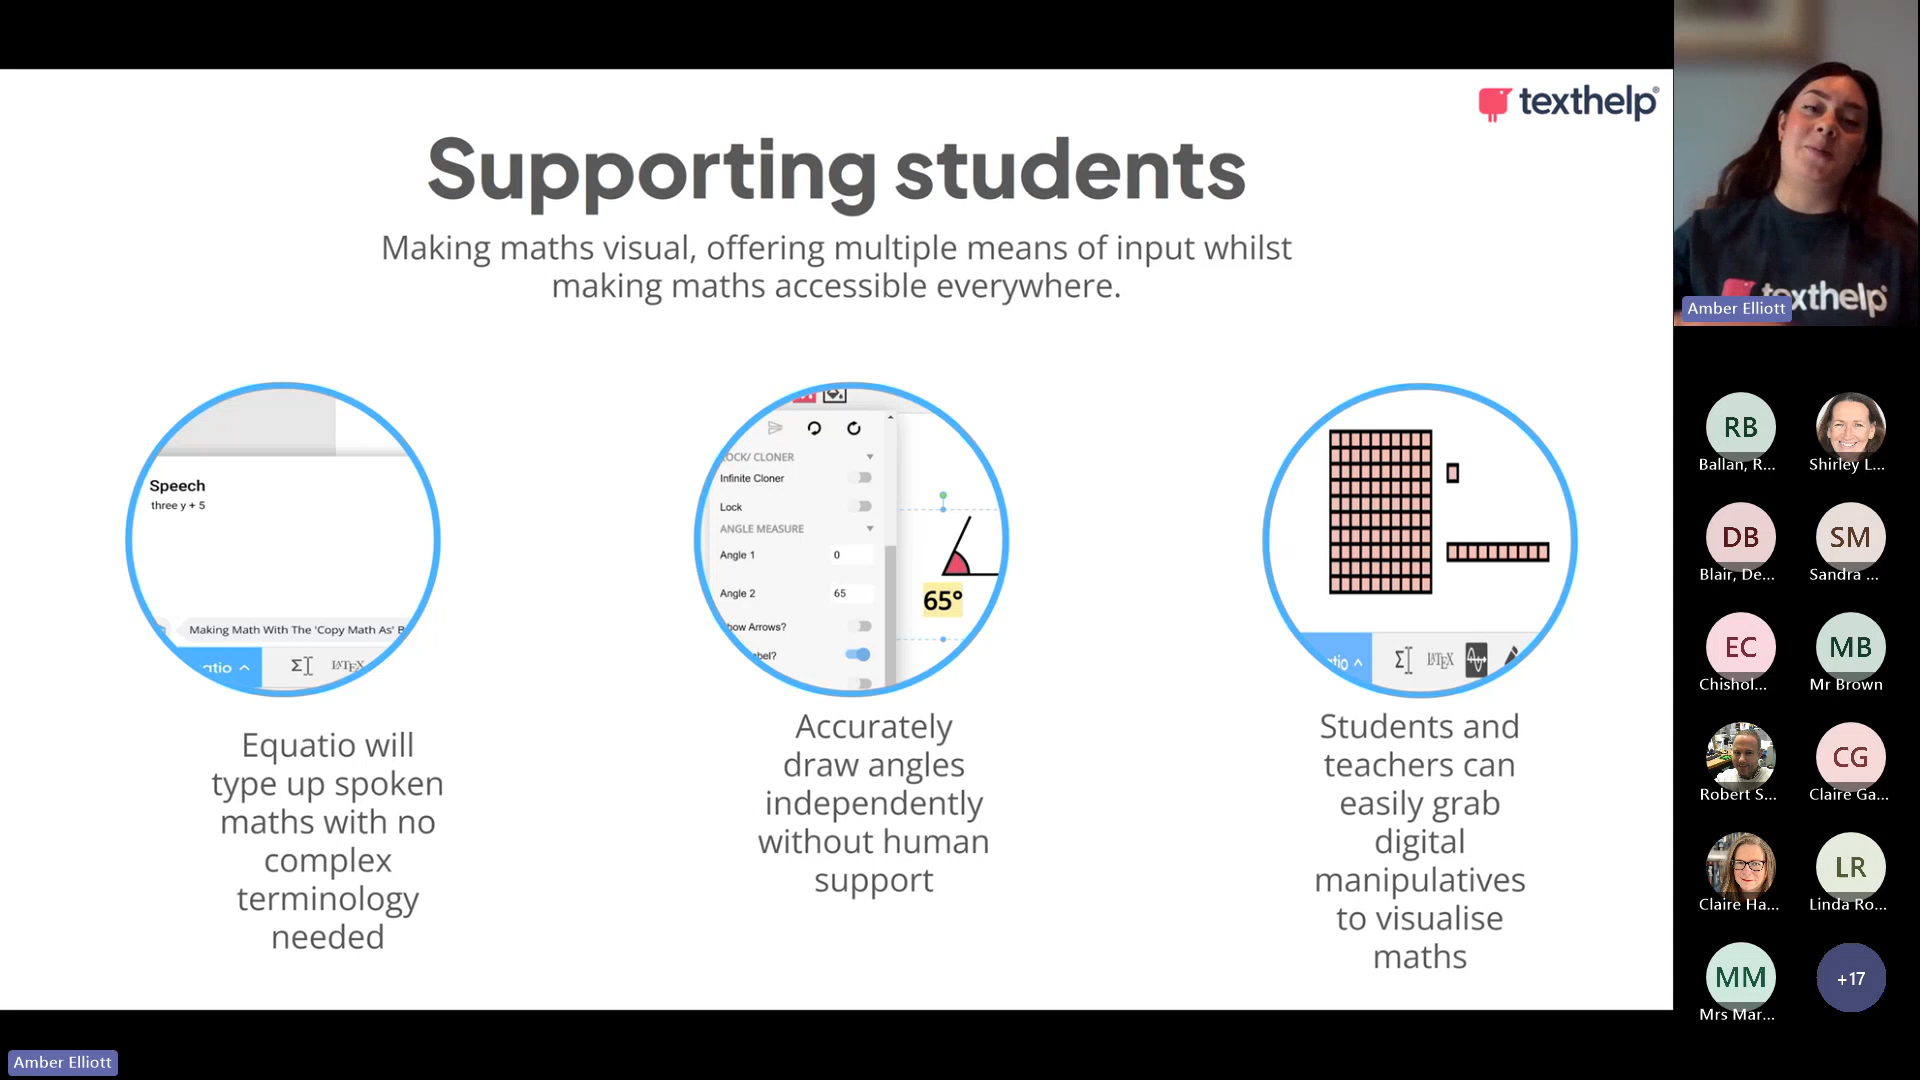 texthelp®
Supporting students
Making maths visual, offering multiple means of input whilst
making maths accessible everywhere.
Speech
three y + 5
Making Math With The 'Copy Math As' B
atio
LATEX
LOCK/ CLONER
Infinite Cloner
Lock
ANGLE MEASURE
Angle 1
0
Angle 2
65
how Arrows?
bel?
65°
tio
LATEX
Equatio will
type up spoken
maths with no
complex
terminology
needed
Accurately
draw angles
independently
without human
support
Students and
teachers can
easily grab
digital
manipulatives
to visualise
maths
texthelp®
Amber Elliott
RB
Ballan, R...
Shirley L...
DB
Blair, De...
SM
Sandra ...
EC
Chishol...
MB
Mr Brown
Robert S...
CG
Claire Ga...
Claire Ha...
LR
Linda Ro...
MM
Mrs Mar...
+17
Amber Elliott